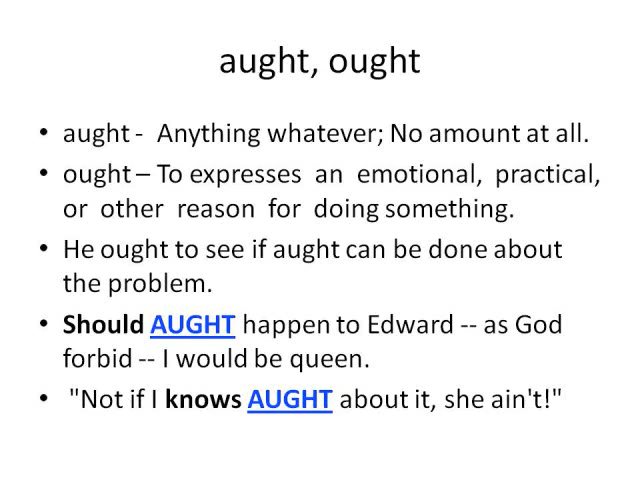 aught, ought
• aught - Anything whatever; No amount at all.
• ought – To expresses an emotional, practical,
or other reason for doing something.
• He ought to see if aught can be done about
the problem.
• Should AUGHT happen to Edward -- as God
forbid -- I would be queen.
• "Not if I knows AUGHT about it, she ain't!"